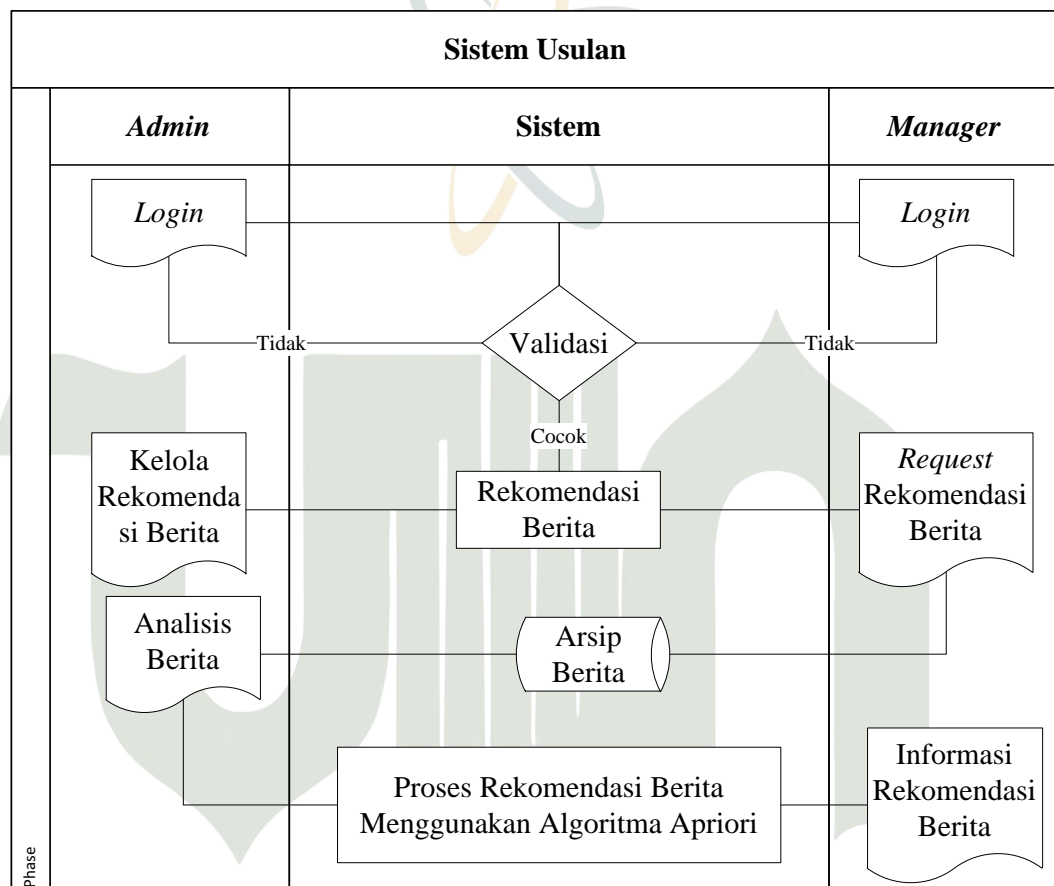 Sistem Usulan
Admin
Sistem
Manager
Login
Login
Validasi
Tidak
Tidak
Cocok
Kelola
Rekomenda
si Berita
Rekomendasi
Berita
Request
Rekomendasi
Berita
Analisis
Berita
Arsip
Berita
Proses Rekomendasi Berita
Menggunakan Algoritma Apriori
Informasi
Rekomendasi
Berita
Phase